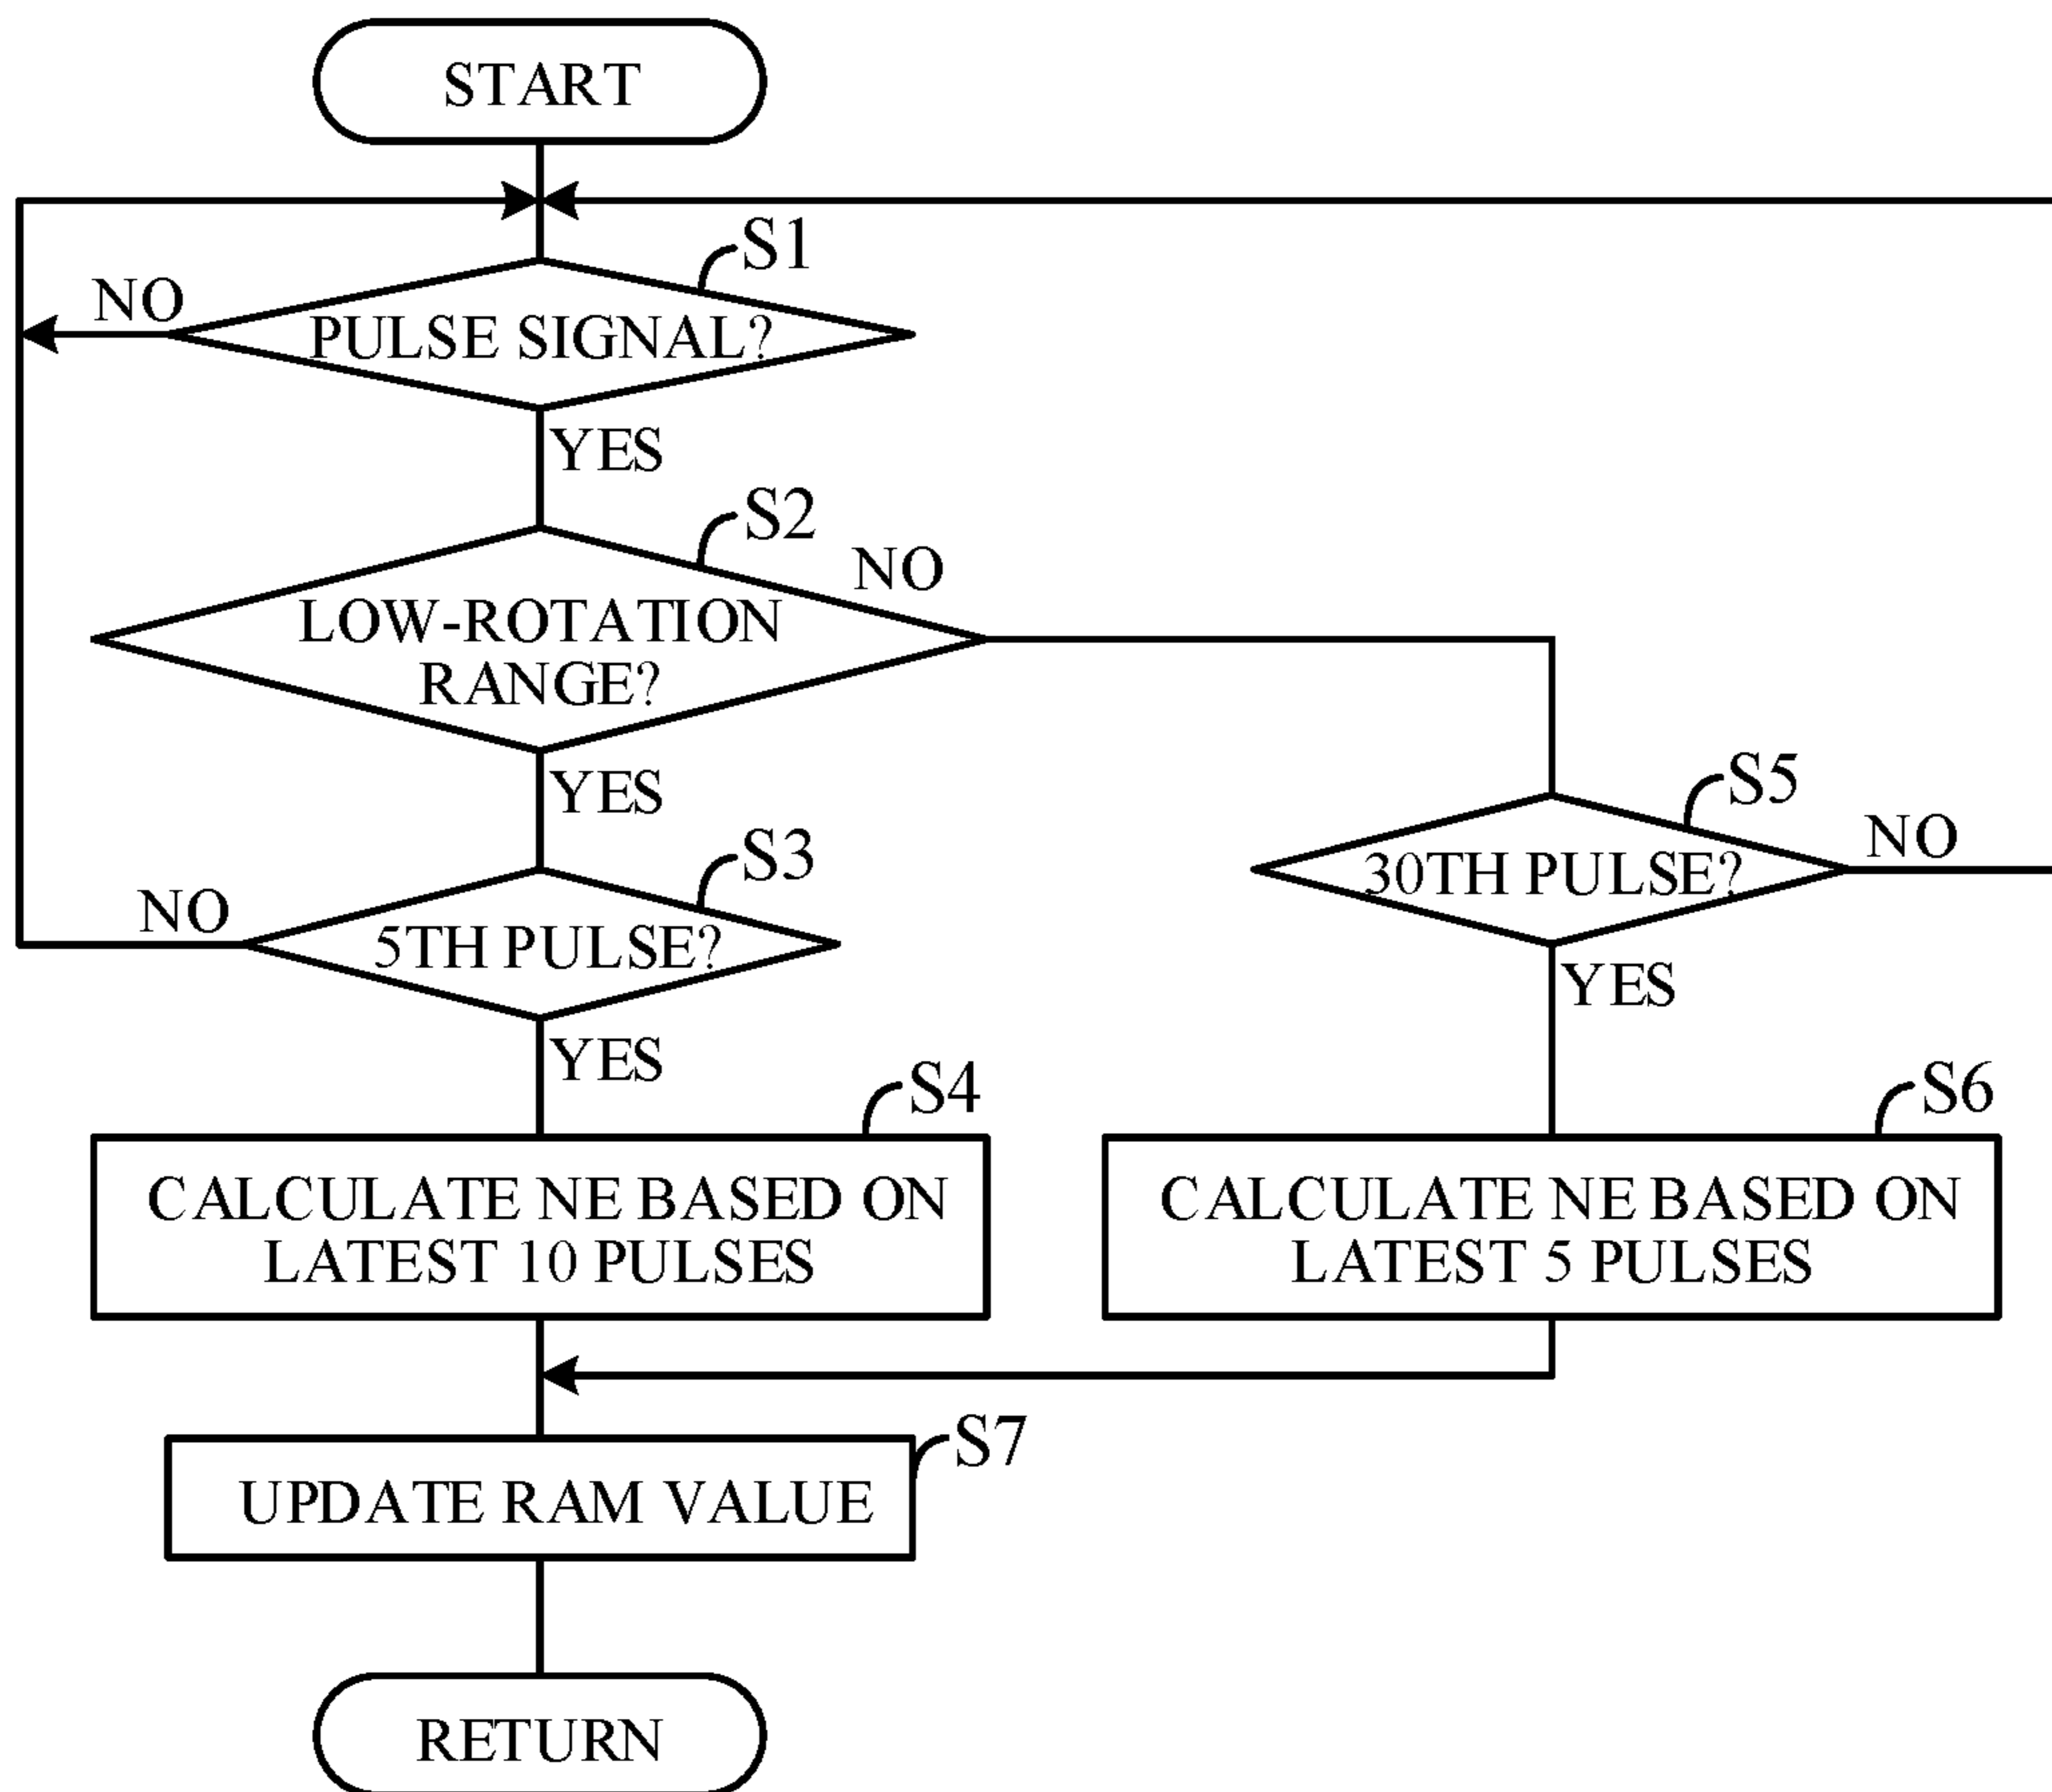 START
S1
NO
PULSE SIGNAL?
YES
S2
NO
LOW-ROTATION
RANGE?
YES
S3
NO
5TH PULSE?
YES
S5
NO
30TH PULSE?
YES
S4
CALCULATE NE BASED ON
LATEST 10 PULSES
S6
CALCULATE NE BASED ON
LATEST 5 PULSES
S7
UPDATE RAM VALUE
RETURN